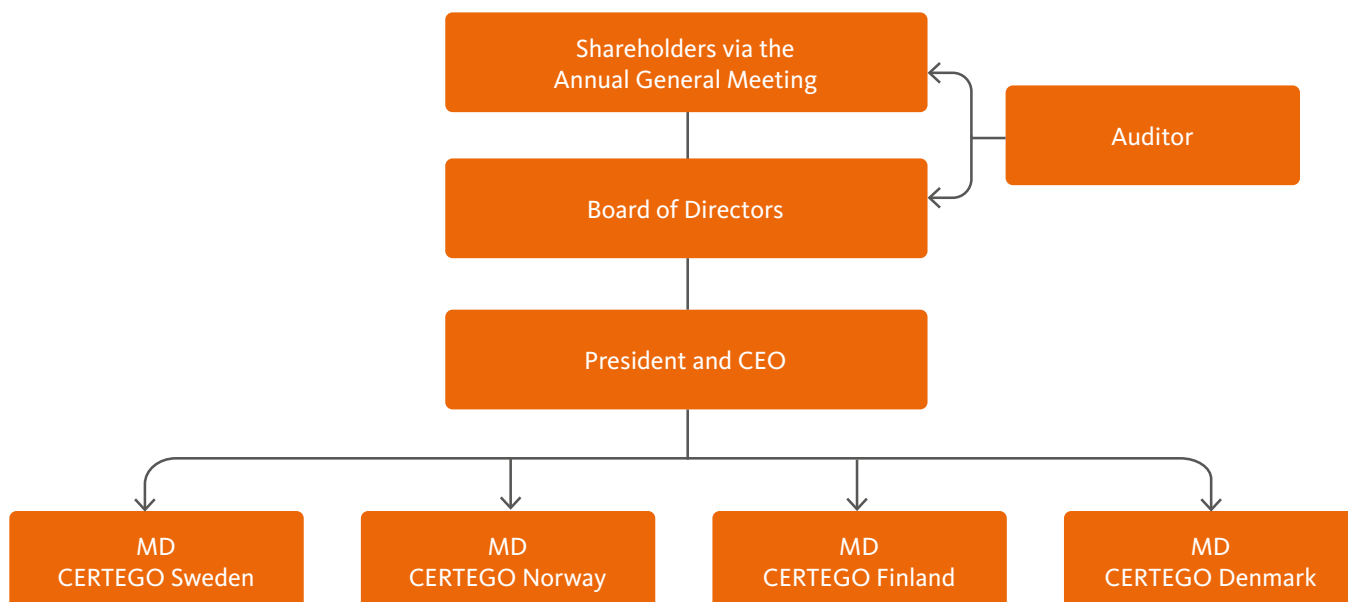 Shareholders via the
Annual General Meeting
Auditor
Board of Directors
President and CEO
MD
CERTEGO Sweden
MD
CERTEGO Norway
MD
CERTEGO Finland
MD
CERTEGO Denmark